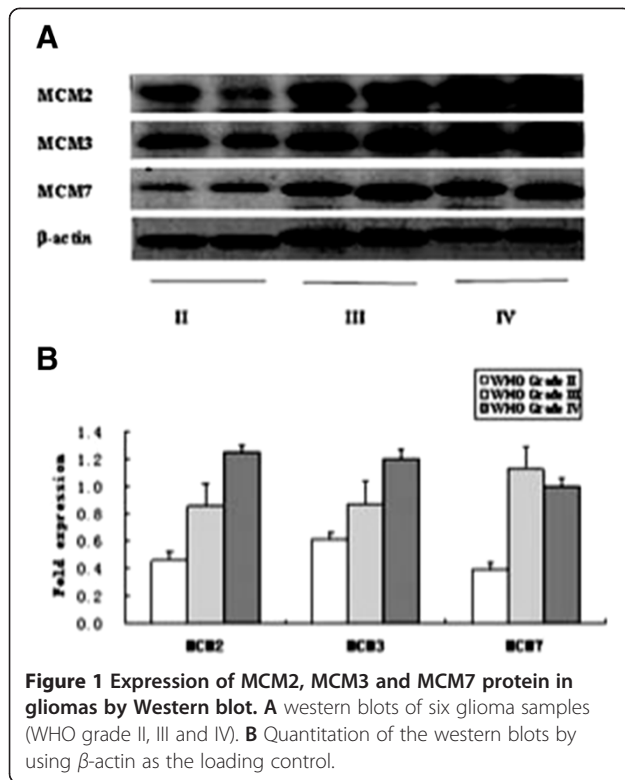 A
MCM2
MCM3
MCM7
β-actin
II III IV
B
WHO Grade II
WHO Grade III
WHO Grade IV
Fold expression
1.4
1.2
1.0
0.8
0.6
0.4
0.2
0.0
MCM2 MCM3 MCM7
Figure 1 Expression of MCM2, MCM3 and MCM7 protein in
gliomas by Western blot. A western blots of six glioma samples
(WHO grade II, III and IV). B Quantitation of the western blots by
using β-actin as the loading control.